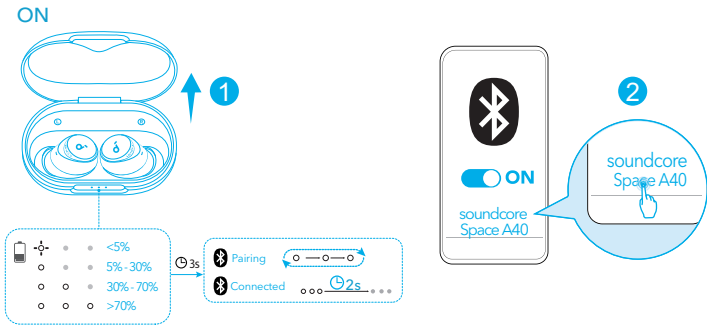 ON
1
L
R
<5%
5% - 30%
30% - 70%
>70%
3s
Pairing
Connected
2s
ON
soundcore
Space A40
2
soundcore
Space A40